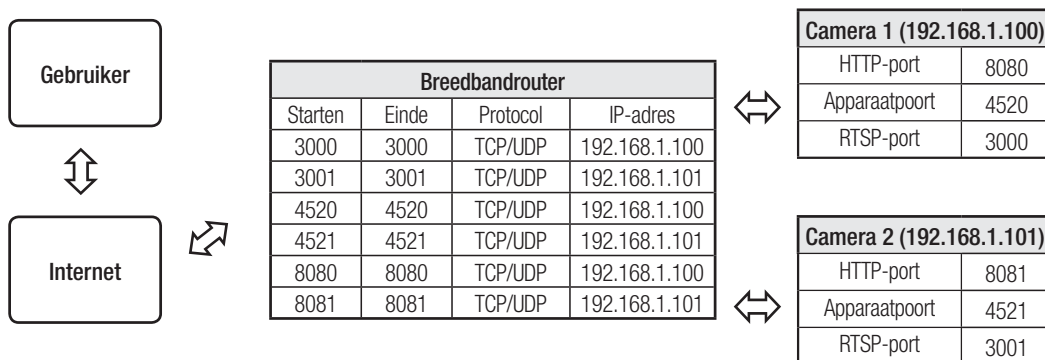 Gebruiker
Internet
Breedbandrouter
Starten Einde Protocol IP-adres
3000 3000 TCP/UDP 192.168.1.100
3001 3001 TCP/UDP 192.168.1.101
4520 4520 TCP/UDP 192.168.1.100
4521 4521 TCP/UDP 192.168.1.101
8080 8080 TCP/UDP 192.168.1.100
8081 8081 TCP/UDP 192.168.1.101
Camera 1 (192.168.1.100)
HTTP-port 8080
Apparaatpoort 4520
RTSP-port 3000
Camera 2 (192.168.1.101)
HTTP-port 8081
Apparaatpoort 4521
RTSP-port 3001